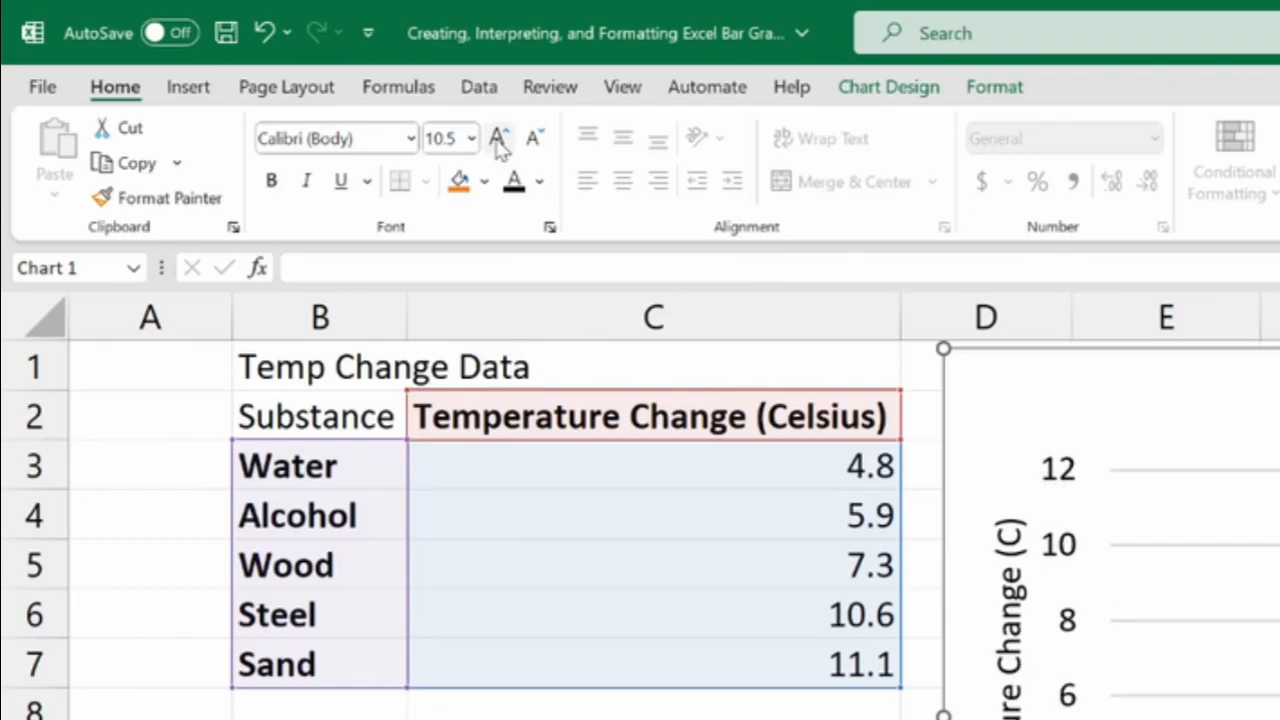 AutoSave Off Creating, Interpreting, and Formatting Excel Bar Gra... Search
File Home Insert Page Layout Formulas Data Review View Automate Help Chart Design Format
Paste
Cut
Copy
Format Painter
Clipboard
Calibri (Body) 10.5 A A
B I U A
Font
Wrap Text
Merge & Center
Alignment
General
$ % 9
Number
Conditional
Formatting
Chart 1 fx
A B C D E
1 Temp Change Data
2 Substance Temperature Change (Celsius)
3 Water 4.8
4 Alcohol 5.9
5 Wood 7.3
6 Steel 10.6
7 Sand 11.1
8
12
10
8
6
Change (C)